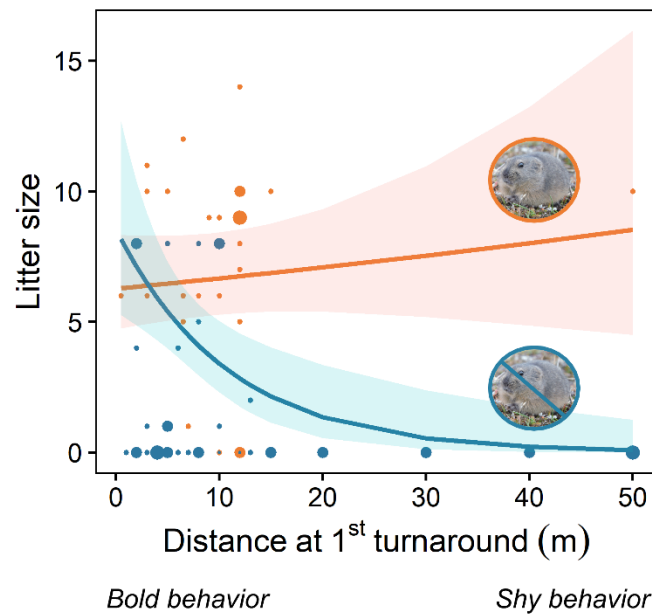 Litter size
15
10
5
0
0 10 20 30 40 50
Distance at 1st turnaround (m)
Bold behavior Shy behavior